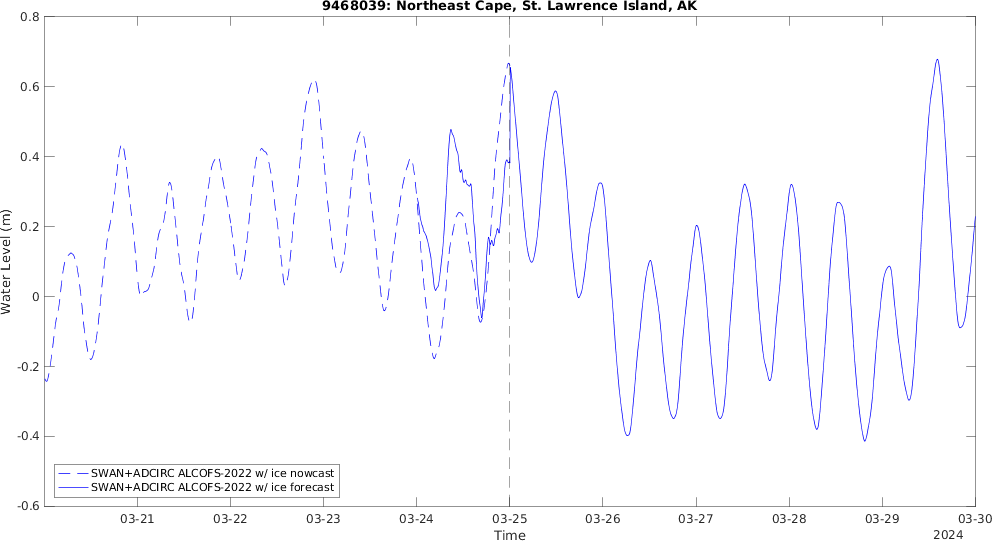 9468039: Northeast Cape, St. Lawrence Island, AK
0.8
0.6
0.4
0.2
0
-0.2
-0.4
-0.6
Water Level (m)
SWAN+ADCIRC ALCOFS-2022 w/ ice nowcast
SWAN+ADCIRC ALCOFS-2022 w/ ice forecast
03-21 03-22 03-23 03-24 03-25 03-26 03-27 03-28 03-29 03-30
Time
2024